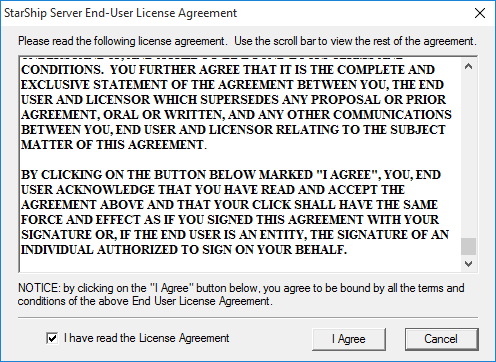 StarShip Server End-User License Agreement
Please read the following license agreement. Use the scroll bar to view the rest of the agreement.
CONDITIONS. YOU FURTHER AGREE THAT IT IS THE COMPLETE AND
EXCLUSIVE STATEMENT OF THE AGREEMENT BETWEEN YOU, THE END
USER AND LICENSOR WHICH SUPERSEDES ANY PROPOSAL OR PRIOR
AGREEMENT, ORAL OR WRITTEN, AND ANY OTHER COMMUNICATIONS
BETWEEN YOU, END USER AND LICENSOR RELATING TO THE SUBJECT
MATTER OF THIS AGREEMENT.
BY CLICKING ON THE BUTTON BELOW MARKED "I AGREE", YOU, END
USER ACKNOWLEDGE THAT YOU HAVE READ AND ACCEPT THE
AGREEMENT ABOVE AND THAT YOUR CLICK SHALL HAVE THE SAME
FORCE AND EFFECT AS IF YOU SIGNED THIS AGREEMENT WITH YOUR
SIGNATURE OR, IF THE END USER IS AN ENTITY, THE SIGNATURE OF AN
INDIVIDUAL AUTHORIZED TO SIGN ON YOUR BEHALF.
NOTICE: by clicking on the "I Agree" button below, you agree to be bound by all the terms and
conditions of the above End User License Agreement.
I have read the License Agreement
I Agree
Cancel